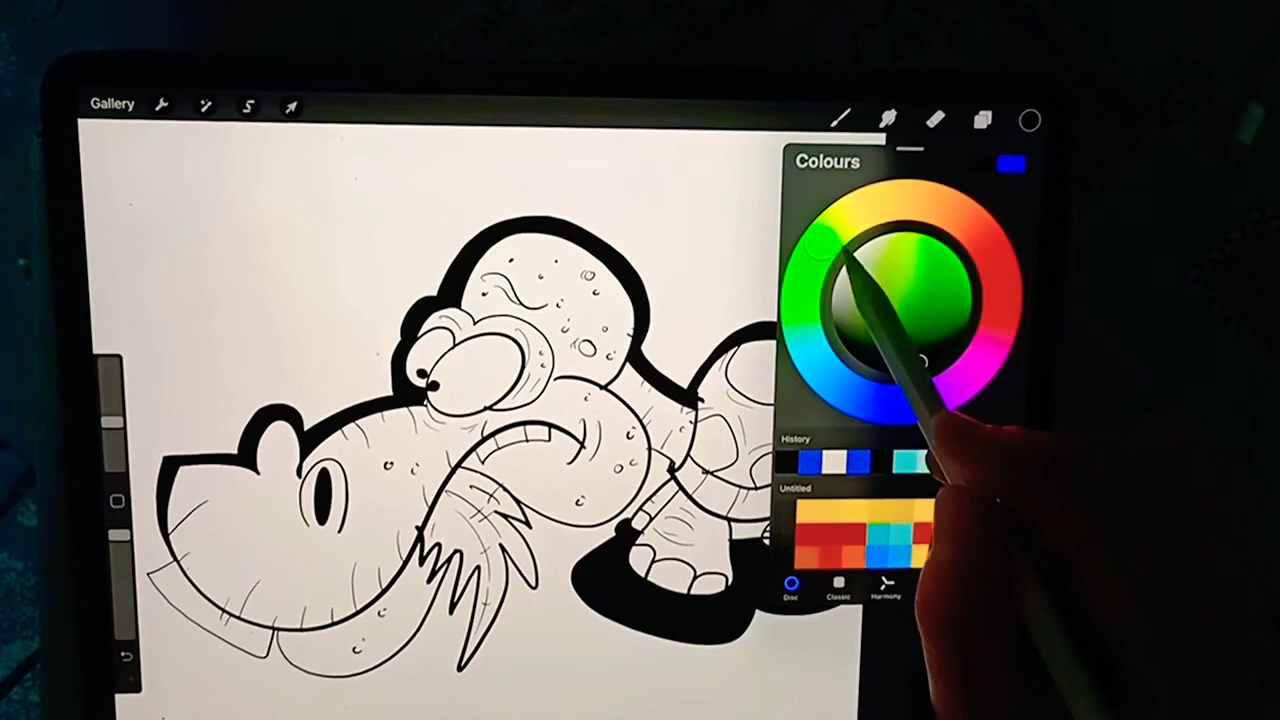 Gallery
Colours
History
Untitled
Disc
Classic
Harmony